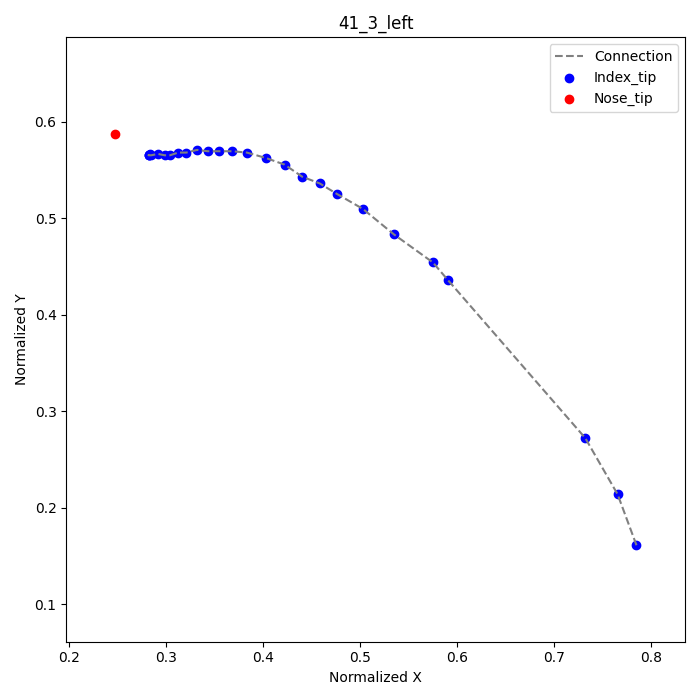 41_3_left
Connection
Index_tip
Nose_tip
0.6
0.5
0.4
0.3
0.2
0.1
Normalized Y
0.2 0.3 0.4 0.5 0.6 0.7 0.8
Normalized X